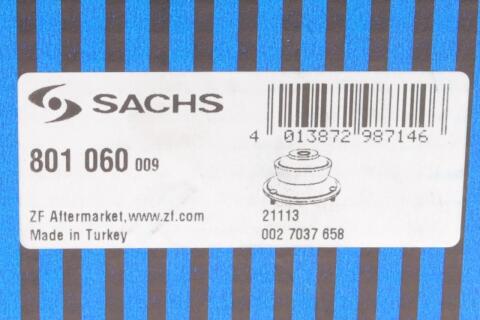 SACHS
4 013872 987146
801 060 009
ZF Aftermarket, www.zf.com
Made in Turkey
21113
002 7037 658